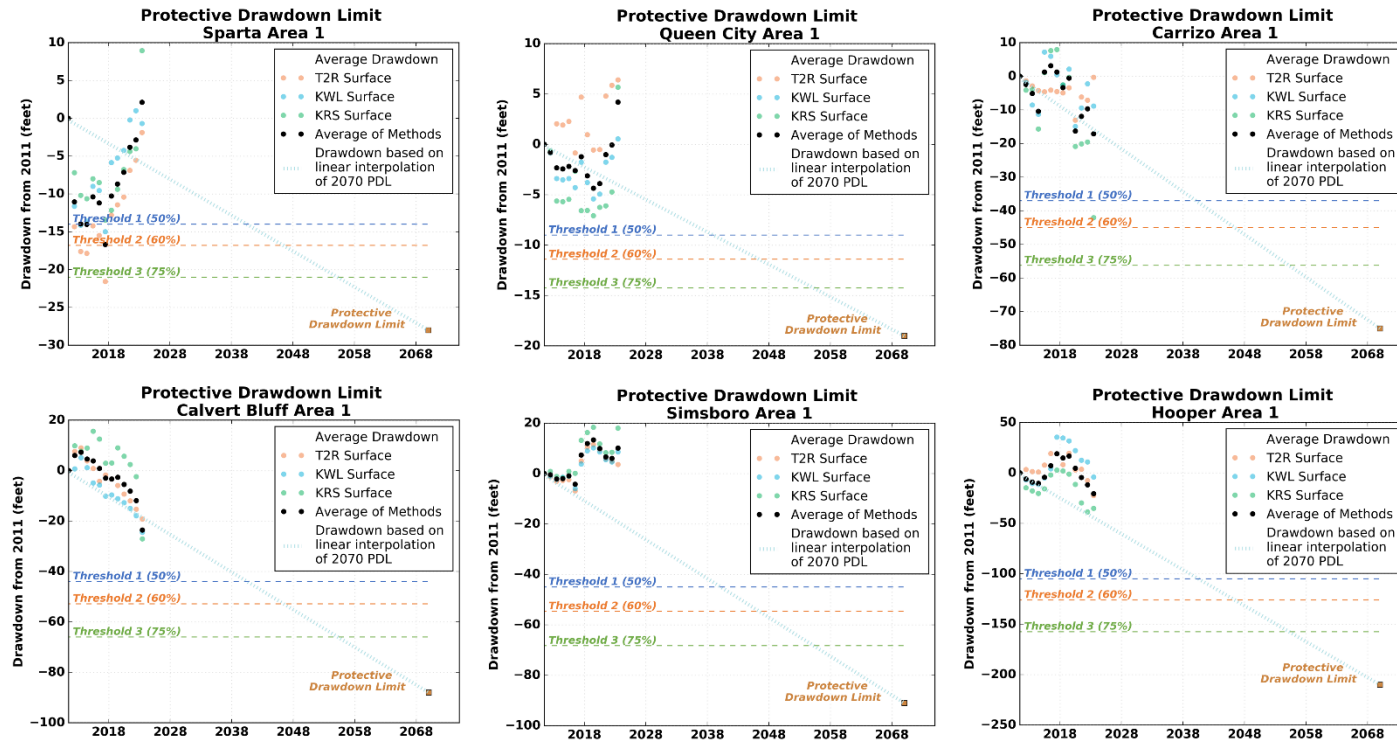 Protective Drawdown Limit
Sparta Area 1
Drawdown from 2011 (feet)
10
5
0
−5
−10
−15
−20
−25
−30
Average Drawdown
T2R Surface
KWL Surface
KRS Surface
Average of Methods
Drawdown based on
linear interpolation
of 2070 PDL
Threshold 1 (50%)
Threshold 2 (60%)
Threshold 3 (75%)
Protective
Drawdown Limit
2018 2028 2038 2048 2058 2068
Protective Drawdown Limit
Queen City Area 1
Drawdown from 2011 (feet)
10
5
0
−5
−10
−15
−20
Average Drawdown
T2R Surface
KWL Surface
KRS Surface
Average of Methods
Drawdown based on
linear interpolation
of 2070 PDL
Threshold 1 (50%)
Threshold 2 (60%)
Threshold 3 (75%)
Protective
Drawdown Limit
2018 2028 2038 2048 2058 2068
Protective Drawdown Limit
Carrizo Area 1
Drawdown from 2011 (feet)
10
0
−10
−20
−30
−40
−50
−60
−70
−80
Average Drawdown
T2R Surface
KWL Surface
KRS Surface
Average of Methods
Drawdown based on
linear interpolation
of 2070 PDL
Threshold 1 (50%)
Threshold 2 (60%)
Threshold 3 (75%)
Protective
Drawdown Limit
2018 2028 2038 2048 2058 2068
Protective Drawdown Limit
Calvert Bluff Area 1
Drawdown from 2011 (feet)
20
0
−20
−40
−60
−80
−100
Average Drawdown
T2R Surface
KWL Surface
KRS Surface
Average of Methods
Drawdown based on
linear interpolation
of 2070 PDL
Threshold 1 (50%)
Threshold 2 (60%)
Threshold 3 (75%)
Protective
Drawdown Limit
2018 2028 2038 2048 2058 2068
Protective Drawdown Limit
Simsboro Area 1
Drawdown from 2011 (feet)
20
0
−20
−40
−60
−80
−100
Average Drawdown
T2R Surface
KWL Surface
KRS Surface
Average of Methods
Drawdown based on
linear interpolation
of 2070 PDL
Threshold 1 (50%)
Threshold 2 (60%)
Threshold 3 (75%)
Protective
Drawdown Limit
2018 2028 2038 2048 2058 2068
Protective Drawdown Limit
Hooper Area 1
Drawdown from 2011 (feet)
50
0
−50
−100
−150
−200
−250
Average Drawdown
T2R Surface
KWL Surface
KRS Surface
Average of Methods
Drawdown based on
linear interpolation
of 2070 PDL
Threshold 1 (50%)
Threshold 2 (60%)
Threshold 3 (75%)
Protective
Drawdown Limit
2018 2028 2038 2048 2058 2068